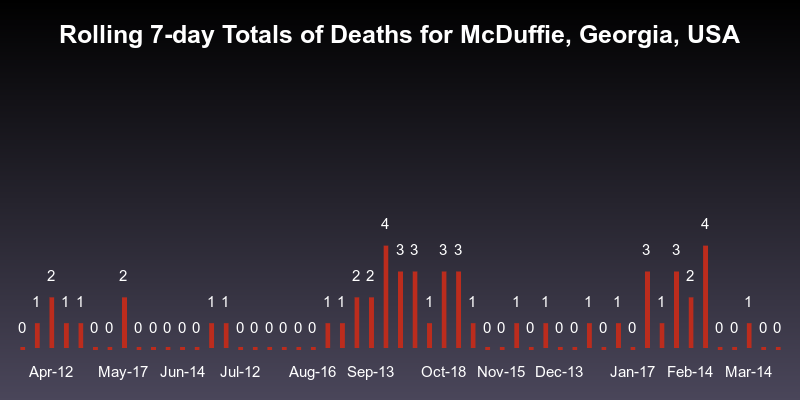 Rolling 7-day Totals of Deaths for McDuffie, Georgia, USA
0 1 2 1 1 0 0 2 0 0 0 0 0 1 1 0 0 0 0 0 0 1 1 2 2 4 3 3 1 3 3 1 0 0 1 0 1 0 0 1 0 1 0 3 1 3 2 4 0 0 1 0 0
Apr-12 May-17 Jun-14 Jul-12 Aug-16 Sep-13 Oct-18 Nov-15 Dec-13 Jan-17 Feb-14 Mar-14